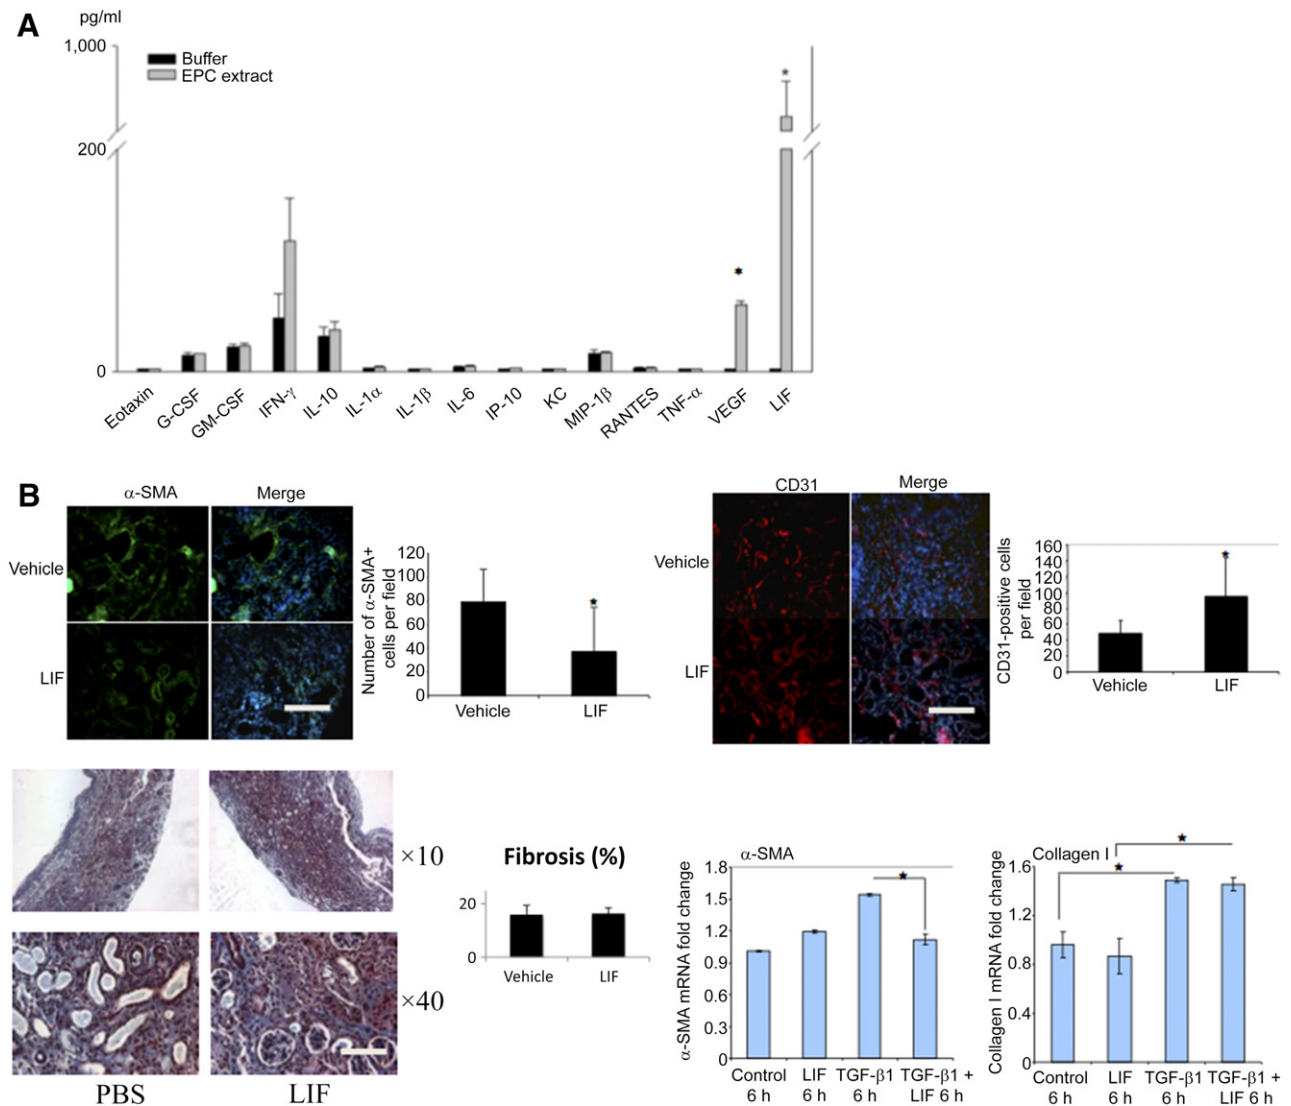 A
pg/ml
1,000
Buffer
EPC extract
200
0
Eotaxin
G-CSF
GM-CSF
IFN-γ
IL-10
IL-1α
IL-1β
IL-6
IP-10
KC
MIP-1β
RANTES
TNF-α
VEGF
LIF
*
*
B
α-SMA
Merge
Vehicle
LIF
Number of α-SMA+
cells per field
120
100
80
60
40
20
0
*
Vehicle
LIF
CD31
Merge
Vehicle
LIF
CD31-positive cells
per field
160
140
120
100
80
60
40
20
0
*
Vehicle
LIF
×10
×40
PBS
LIF
Fibrosis (%)
20
0
Vehicle
LIF
α-SMA
α-SMA mRNA fold change
1.8
1.5
1.2
0.9
0.6
0.3
0
*
Control
6 h
LIF
6 h
TGF-β1
6 h
TGF-β1 +
LIF 6 h
Collagen I
Collagen I mRNA fold change
1.6
1.2
0.8
0.4
0
*
*
Control
6 h
LIF
6 h
TGF-β1
6 h
TGF-β1 +
LIF 6 h